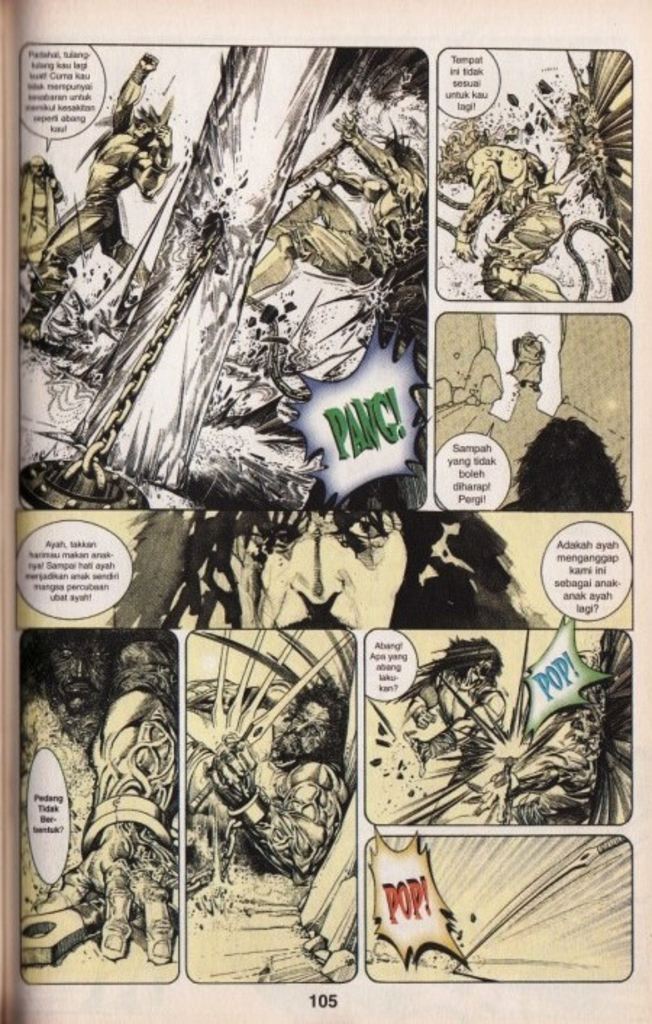 Padahal, tulang-
tulang kau lagi
kuat! Cuma kau
tidak mempunyai
kesabaran untuk
memikul kesakitan
seperti abang
kau!
Tempat
ini tidak
sesuai
untuk kau
lagi!
PANG!
Sampah
yang tidak
boleh
diharap!
Pergi!
Ayah, takkan
harimau makan anak-
nya! Sampai hati ayah
menjadikan anak sendiri
mangsa percubaan
ubat ayah!
Adakah ayah
menganggap
kami ini
sebagai anak-
anak ayah
lagi?
Pedang
Tidak
Ber-
bentuk?
Abang!
Apa yang
abang
laku-
kan?
POP!
POP!
105